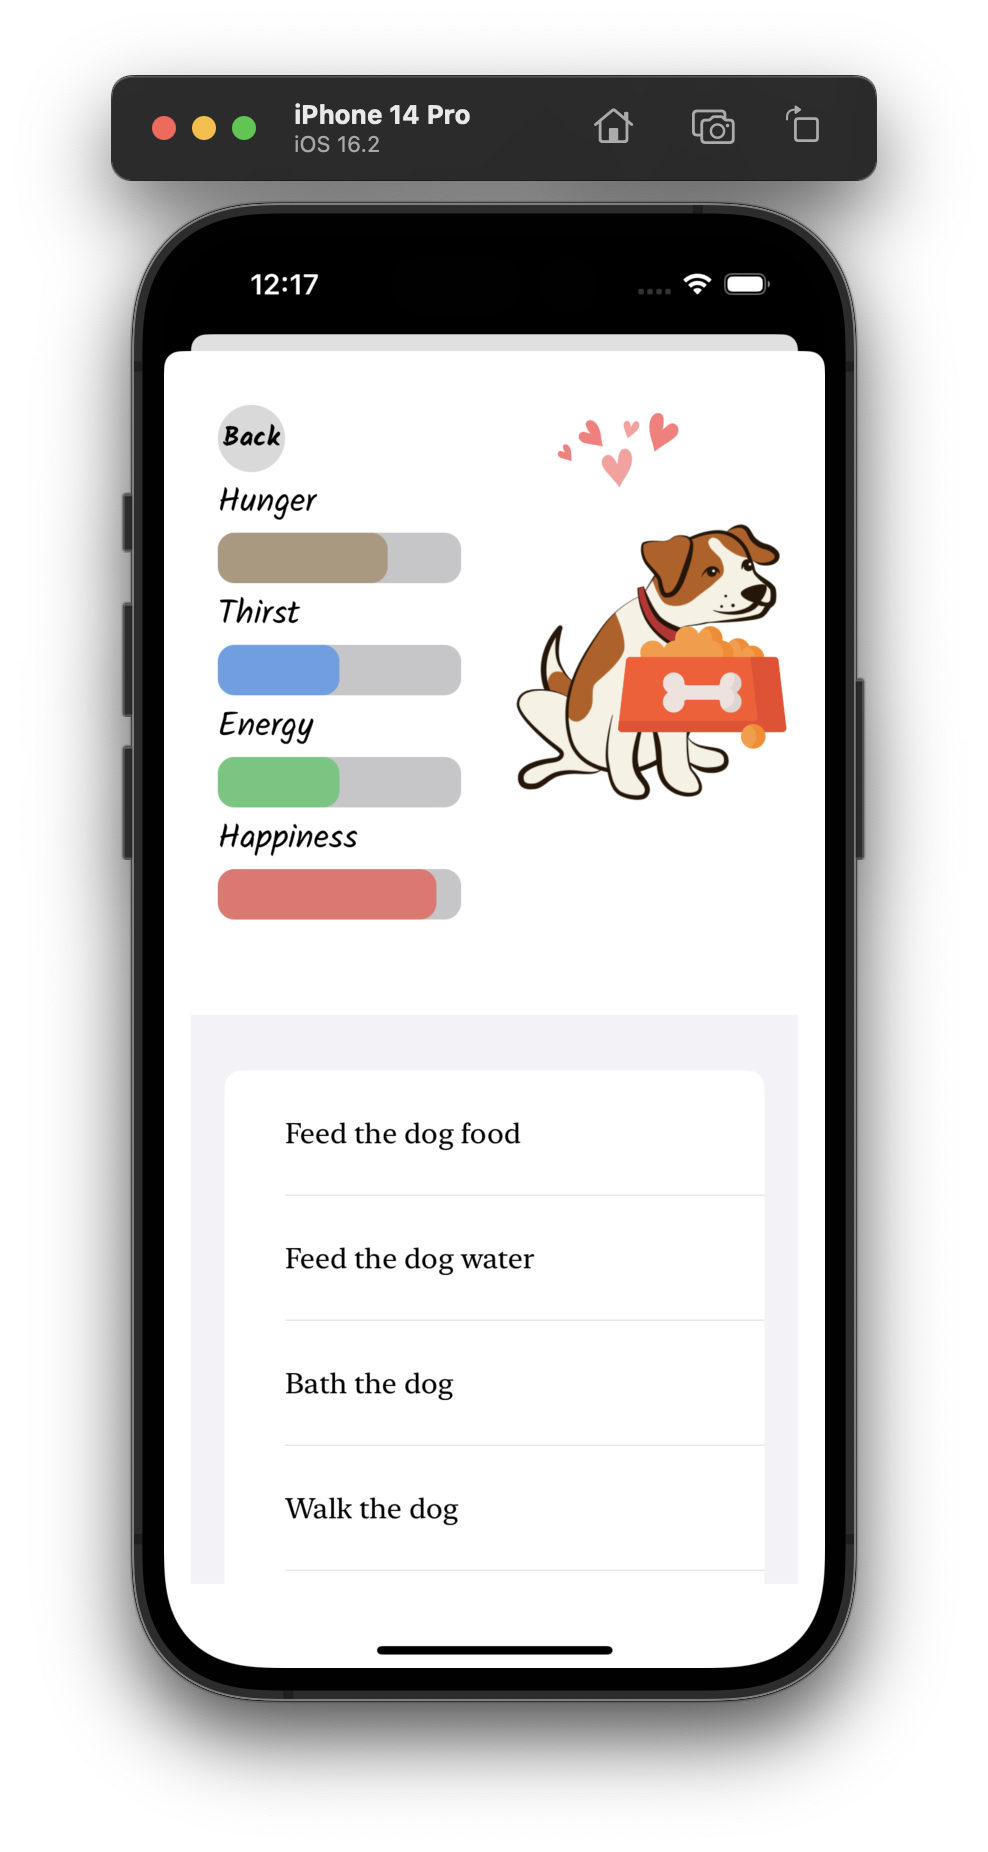 iPhone 14 Pro
iOS 16.2
12:17
Back
Hunger
Thirst
Energy
Happiness
Feed the dog food
Feed the dog water
Bath the dog
Walk the dog